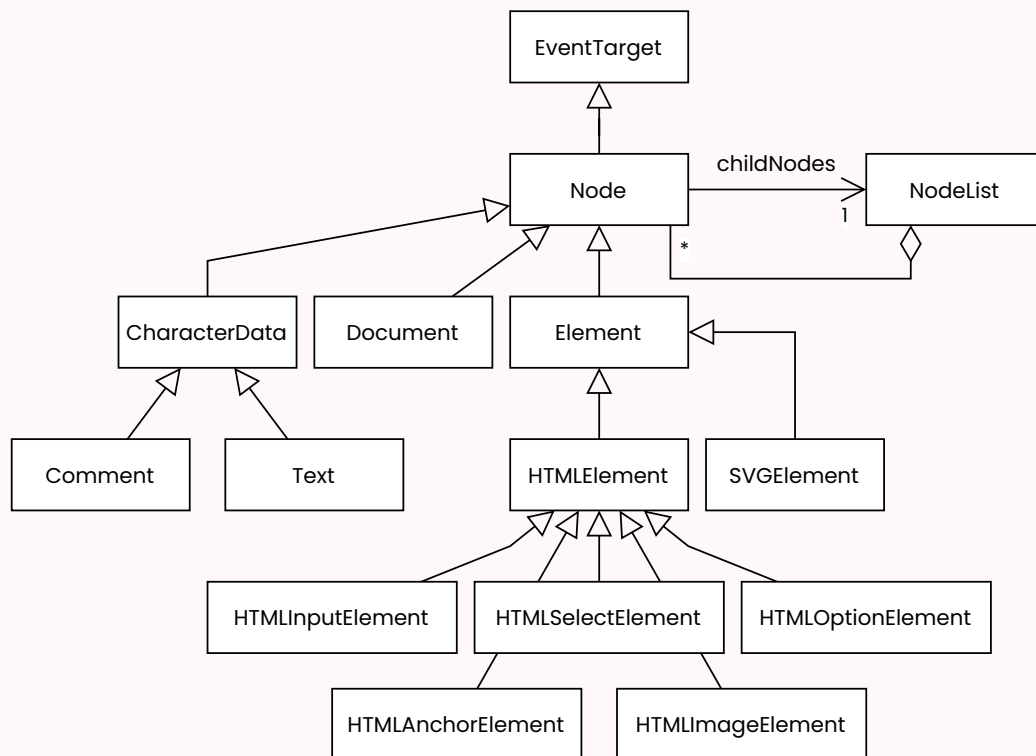 EventTarget
childNodes
Node
NodeList
1
*
CharacterData
Document
Element
Comment
Text
HTMLElement
SVGElement
HTMLInputElement
HTMLSelectElement
HTMLOptionElement
HTMLAnchorElement
HTMLImageElement